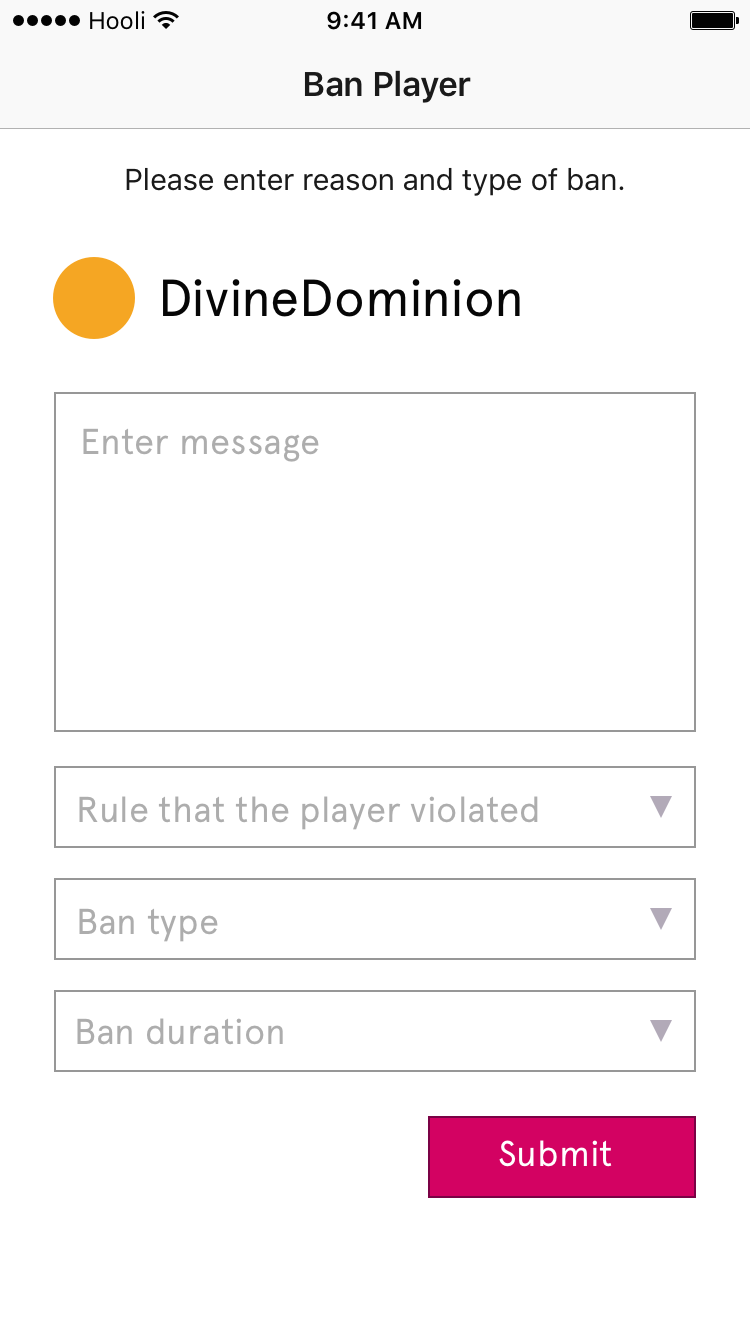 Hooli 9:41 AM
Ban Player
Please enter reason and type of ban.
DivineDominion
Enter message
Rule that the player violated
Ban type
Ban duration
Submit